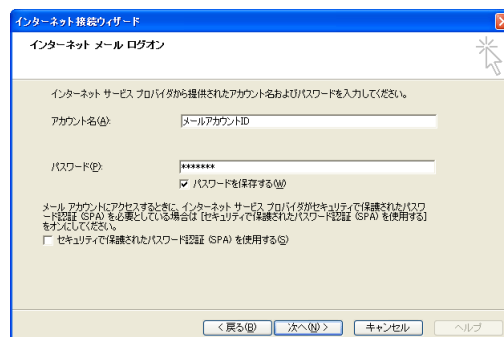 インターネット接続ウィザード
インターネット メール ログオン
インターネット サービス プロバイダから提供されたアカウント名およびパスワードを入力してください。
アカウント名(A):
メールアカウントID
パスワード(P):
*******
パスワードを保存する(W)
メール アカウントにアクセスするときに、インターネット サービス プロバイダがセキュリティで保護されたパスワ
ード認証 (SPA) を必要としている場合は [セキュリティで保護されたパスワード認証 (SPA) を使用する]
をオンにしてください。
セキュリティで保護されたパスワード認証 (SPA) を使用する(S)
< 戻る(B)
次へ(N) >
キャンセル
ヘルプ